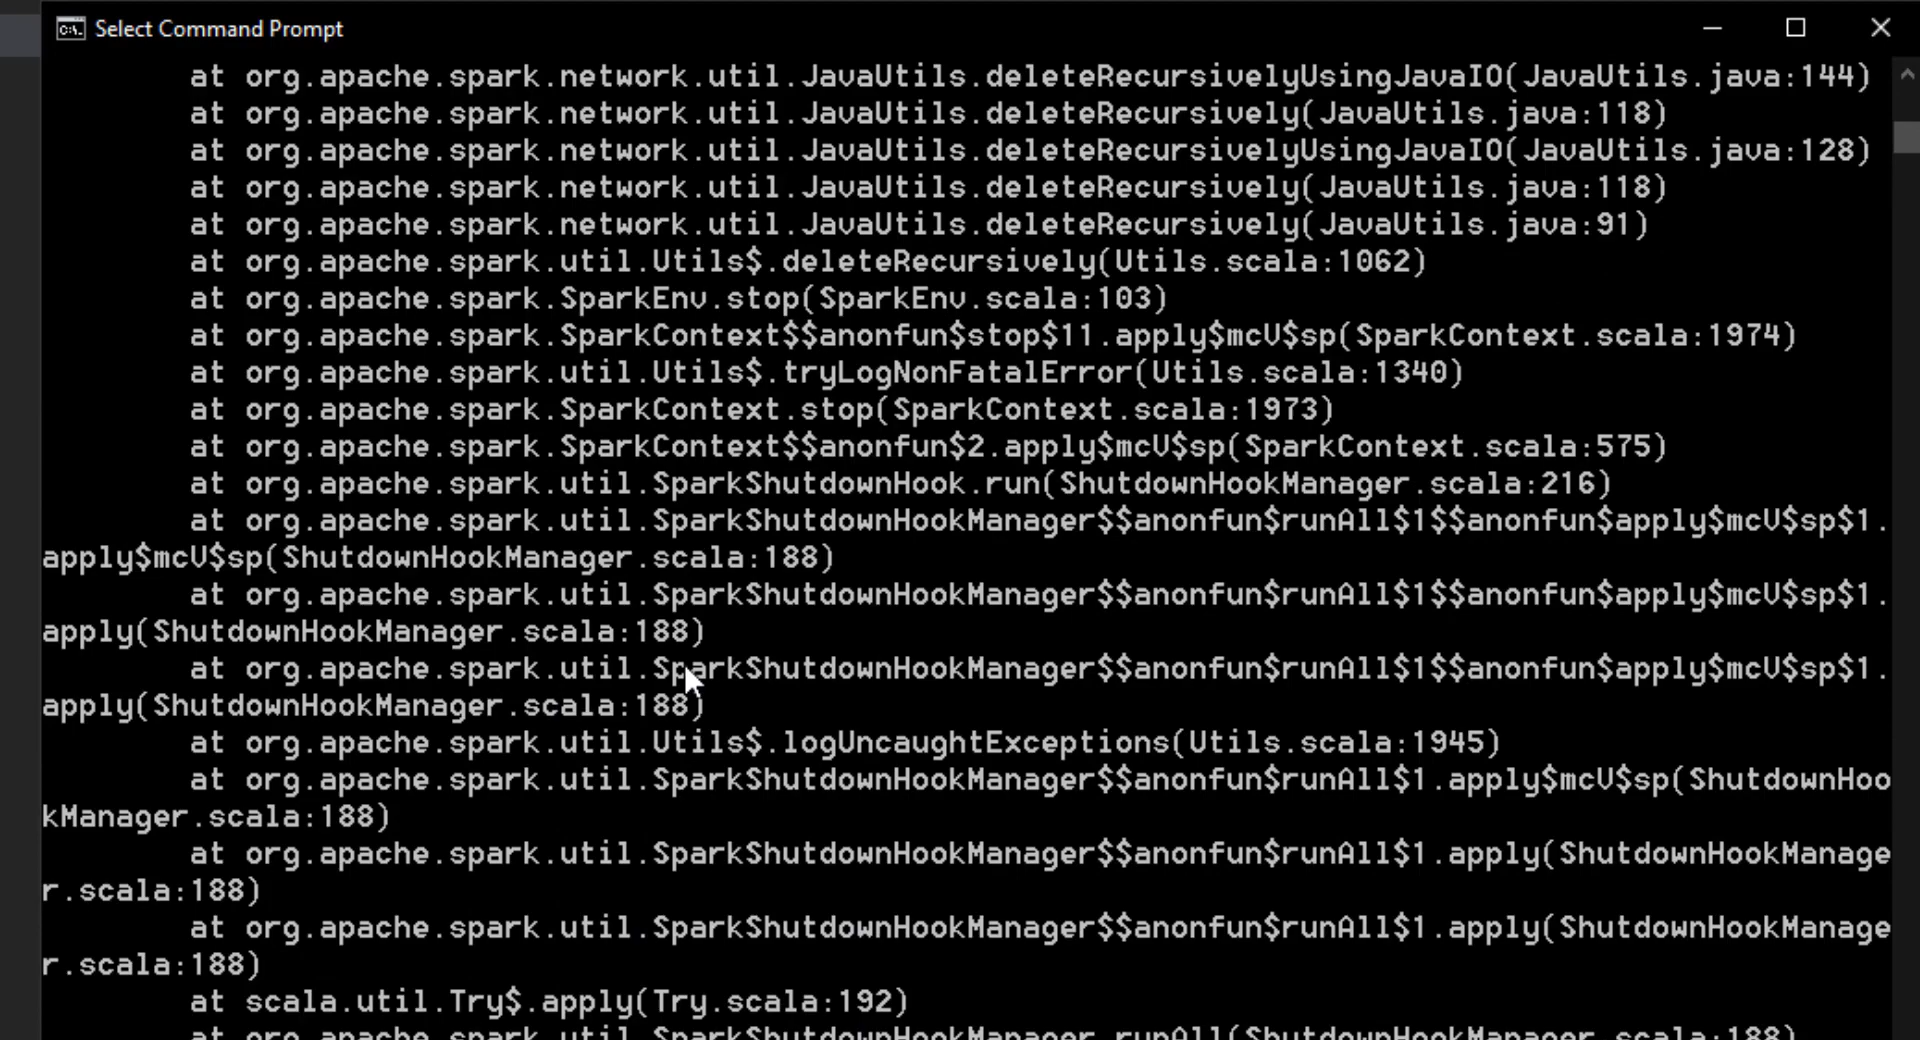 Select Command Prompt
at org.apache.spark.network.util.JavaUtils.deleteRecursivelyUsingJavaIO(JavaUtils.java:144)
at org.apache.spark.network.util.JavaUtils.deleteRecursively(JavaUtils.java:118)
at org.apache.spark.network.util.JavaUtils.deleteRecursivelyUsingJavaIO(JavaUtils.java:128)
at org.apache.spark.network.util.JavaUtils.deleteRecursively(JavaUtils.java:118)
at org.apache.spark.network.util.JavaUtils.deleteRecursively(JavaUtils.java:91)
at org.apache.spark.util.Utils$.deleteRecursively(Utils.scala:1062)
at org.apache.spark.SparkEnv.stop(SparkEnv.scala:103)
at org.apache.spark.SparkContext$$anonfun$stop$11.apply$mcV$sp(SparkContext.scala:1974)
at org.apache.spark.util.Utils$.tryLogNonFatalError(Utils.scala:1340)
at org.apache.spark.SparkContext.stop(SparkContext.scala:1973)
at org.apache.spark.SparkContext$$anonfun$2.apply$mcV$sp(SparkContext.scala:575)
at org.apache.spark.util.SparkShutdownHook.run(ShutdownHookManager.scala:216)
at org.apache.spark.util.SparkShutdownHookManager$$anonfun$runAll$1$$anonfun$apply$mcV$sp$1.
apply$mcV$sp(ShutdownHookManager.scala:188)
at org.apache.spark.util.SparkShutdownHookManager$$anonfun$runAll$1$$anonfun$apply$mcV$sp$1.
apply(ShutdownHookManager.scala:188)
at org.apache.spark.util.SparkShutdownHookManager$$anonfun$runAll$1$$anonfun$apply$mcV$sp$1.
apply(ShutdownHookManager.scala:188)
at org.apache.spark.util.Utils$.logUncaughtExceptions(Utils.scala:1945)
at org.apache.spark.util.SparkShutdownHookManager$$anonfun$runAll$1.apply$mcV$sp(ShutdownHoo
kManager.scala:188)
at org.apache.spark.util.SparkShutdownHookManager$$anonfun$runAll$1.apply(ShutdownHookManage
r.scala:188)
at org.apache.spark.util.SparkShutdownHookManager$$anonfun$runAll$1.apply(ShutdownHookManage
r.scala:188)
at scala.util.Try$.apply(Try.scala:192)
at org.apache.spark.util.SparkShutdownHookManager.runAll(ShutdownHookManager.scala:188)